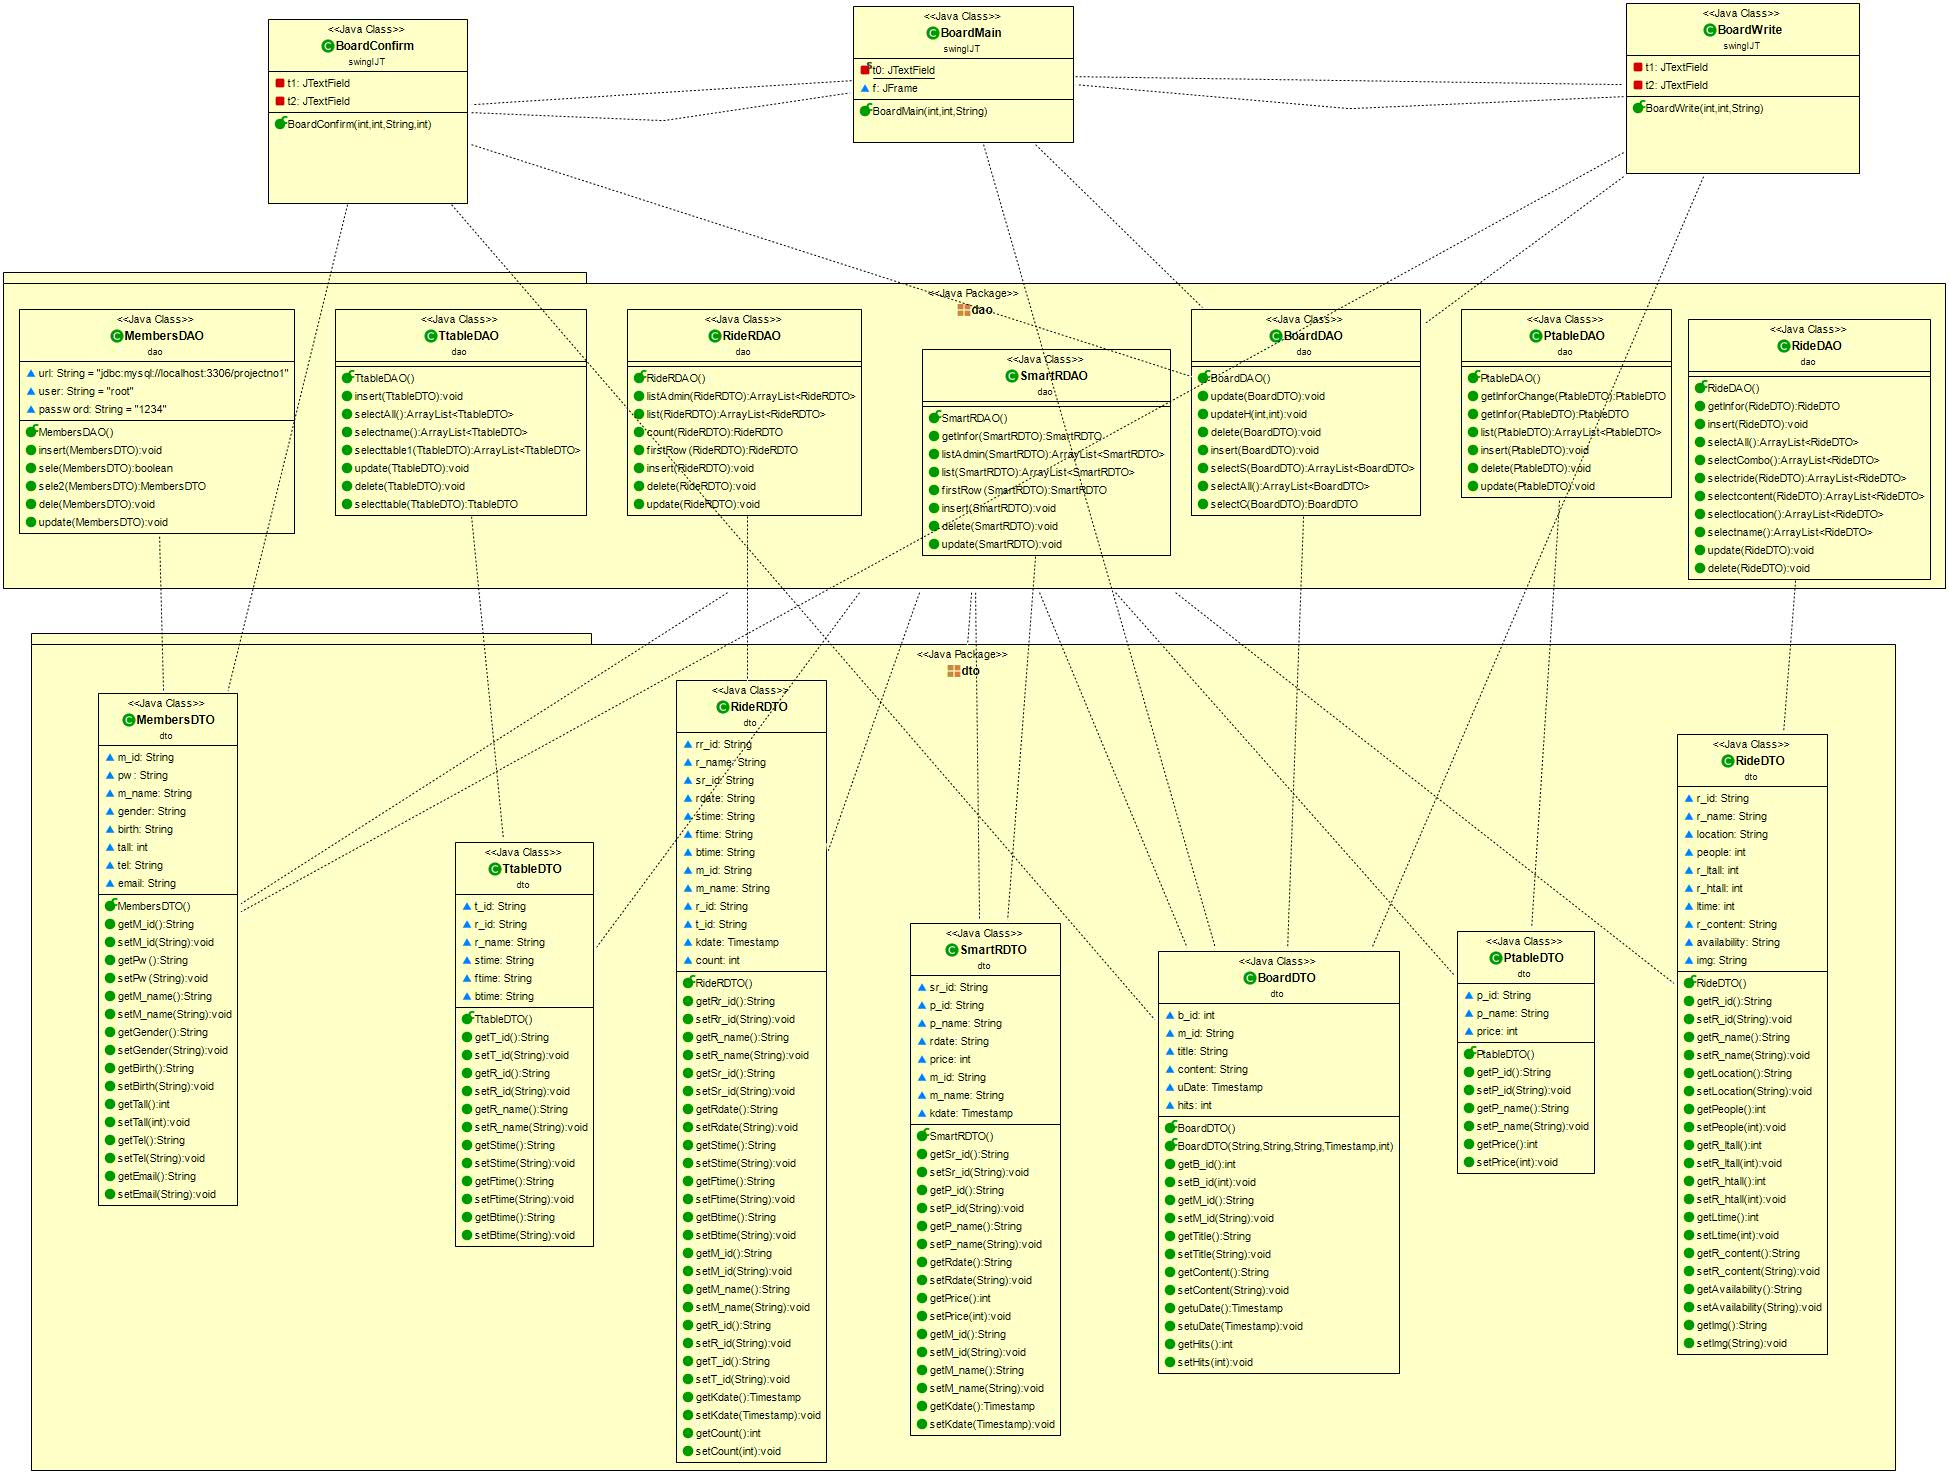 <<Java Class>>
BoardConfirm
swingIJT
t1: JTextField
t2: JTextField
BoardConfirm(int,int,String,int)
<<Java Class>>
BoardMain
swingIJT
t0: JTextField
f: JFrame
BoardMain(int,int,String)
<<Java Class>>
BoardWrite
swingIJT
t1: JTextField
t2: JTextField
BoardWrite(int,int,String)
<<Java Package>>
dao
<<Java Class>>
MembersDAO
dao
url: String = "jdbc:mysql://localhost:3306/projectno1"
user: String = "root"
password: String = "1234"
MembersDAO()
insert(MembersDTO):void
sele(MembersDTO):boolean
sele2(MembersDTO):MembersDTO
dele(MembersDTO):void
update(MembersDTO):void
<<Java Class>>
TtableDAO
dao
TtableDAO()
insert(TtableDTO):void
selectAll():ArrayList<TtableDTO>
selectname():ArrayList<TtableDTO>
selecttable1(TtableDTO):ArrayList<TtableDTO>
update(TtableDTO):void
delete(TtableDTO):void
selecttable(TtableDTO):TtableDTO
<<Java Class>>
RideRDAO
dao
RideRDAO()
listAdmin(RideRDTO):ArrayList<RideRDTO>
list(RideRDTO):ArrayList<RideRDTO>
count(RideRDTO):RideRDTO
firstRow(RideRDTO):RideRDTO
insert(RideRDTO):void
delete(RideRDTO):void
update(RideRDTO):void
<<Java Class>>
SmartRDAO
dao
SmartRDAO()
getInfor(SmartRDTO):SmartRDTO
listAdmin(SmartRDTO):ArrayList<SmartRDTO>
list(SmartRDTO):ArrayList<SmartRDTO>
firstRow(SmartRDTO):SmartRDTO
insert(SmartRDTO):void
delete(SmartRDTO):void
update(SmartRDTO):void
<<Java Class>>
BoardDAO
dao
BoardDAO()
update(BoardDTO):void
updateH(int,int):void
delete(BoardDTO):void
insert(BoardDTO):void
selectS(BoardDTO):ArrayList<BoardDTO>
selectAll():ArrayList<BoardDTO>
selectC(BoardDTO):BoardDTO
<<Java Class>>
PtableDAO
dao
PtableDAO()
getInforChange(PtableDTO):PtableDTO
getInfor(PtableDTO):PtableDTO
list(PtableDTO):ArrayList<PtableDTO>
insert(PtableDTO):void
delete(PtableDTO):void
update(PtableDTO):void
<<Java Class>>
RideDAO
dao
RideDAO()
getInfor(RideDTO):RideDTO
insert(RideDTO):void
selectAll():ArrayList<RideDTO>
selectCombo():ArrayList<RideDTO>
selectride(RideDTO):ArrayList<RideDTO>
selectcontent(RideDTO):ArrayList<RideDTO>
selectlocation():ArrayList<RideDTO>
selectname():ArrayList<RideDTO>
update(RideDTO):void
delete(RideDTO):void
<<Java Package>>
dto
<<Java Class>>
MembersDTO
dto
m_id: String
pw: String
m_name: String
gender: String
birth: String
tall: int
tel: String
email: String
MembersDTO()
getM_id():String
setM_id(String):void
getPw():String
setPw(String):void
getM_name():String
setM_name(String):void
getGender():String
setGender(String):void
getBirth():String
setBirth(String):void
getTall():int
setTall(int):void
getTel():String
setTel(String):void
getEmail():String
setEmail(String):void
<<Java Class>>
TtableDTO
dto
t_id: String
r_id: String
r_name: String
stime: String
ftime: String
btime: String
TtableDTO()
getT_id():String
setT_id(String):void
getR_id():String
setR_id(String):void
getR_name():String
setR_name(String):void
getStime():String
setStime(String):void
getFtime():String
setFtime(String):void
getBtime():String
setBtime(String):void
<<Java Class>>
RideRDTO
dto
rr_id: String
r_name: String
sr_id: String
rdate: String
stime: String
ftime: String
btime: String
m_id: String
m_name: String
r_id: String
t_id: String
kdate: Timestamp
count: int
RideRDTO()
getRr_id():String
setRr_id(String):void
getR_name():String
setR_name(String):void
getSr_id():String
setSr_id(String):void
getRdate():String
setRdate(String):void
getStime():String
setStime(String):void
getFtime():String
setFtime(String):void
getBtime():String
setBtime(String):void
getM_id():String
setM_id(String):void
getM_name():String
setM_name(String):void
getR_id():String
setR_id(String):void
getT_id():String
setT_id(String):void
getKdate():Timestamp
setKdate(Timestamp):void
getCount():int
setCount(int):void
<<Java Class>>
SmartRDTO
dto
sr_id: String
p_id: String
p_name: String
rdate: String
price: int
m_id: String
m_name: String
kdate: Timestamp
SmartRDTO()
getSr_id():String
setSr_id(String):void
getP_id():String
setP_id(String):void
getP_name():String
setP_name(String):void
getRdate():String
setRdate(String):void
getPrice():int
setPrice(int):void
getM_id():String
setM_id(String):void
getM_name():String
setM_name(String):void
getKdate():Timestamp
setKdate(Timestamp):void
<<Java Class>>
BoardDTO
dto
b_id: int
m_id: String
title: String
content: String
uDate: Timestamp
hits: int
BoardDTO()
BoardDTO(String,String,String,Timestamp,int)
getB_id():int
setB_id(int):void
getM_id():String
setM_id(String):void
getTitle():String
setTitle(String):void
getContent():String
setContent(String):void
getuDate():Timestamp
setuDate(Timestamp):void
getHits():int
setHits(int):void
<<Java Class>>
PtableDTO
dto
p_id: String
p_name: String
price: int
PtableDTO()
getP_id():String
setP_id(String):void
getP_name():String
setP_name(String):void
getPrice():int
setPrice(int):void
<<Java Class>>
RideDTO
dto
r_id: String
r_name: String
location: String
people: int
r_ltall: int
r_htall: int
ltime: int
r_content: String
availability: String
img: String
RideDTO()
getR_id():String
setR_id(String):void
getR_name():String
setR_name(String):void
getLocation():String
setLocation(String):void
getPeople():int
setPeople(int):void
getR_ltall():int
setR_ltall(int):void
getR_htall():int
setR_htall(int):void
getLtime():int
setLtime(int):void
getR_content():String
setR_content(String):void
getAvailability():String
setAvailability(String):void
getImg():String
setImg(String):void